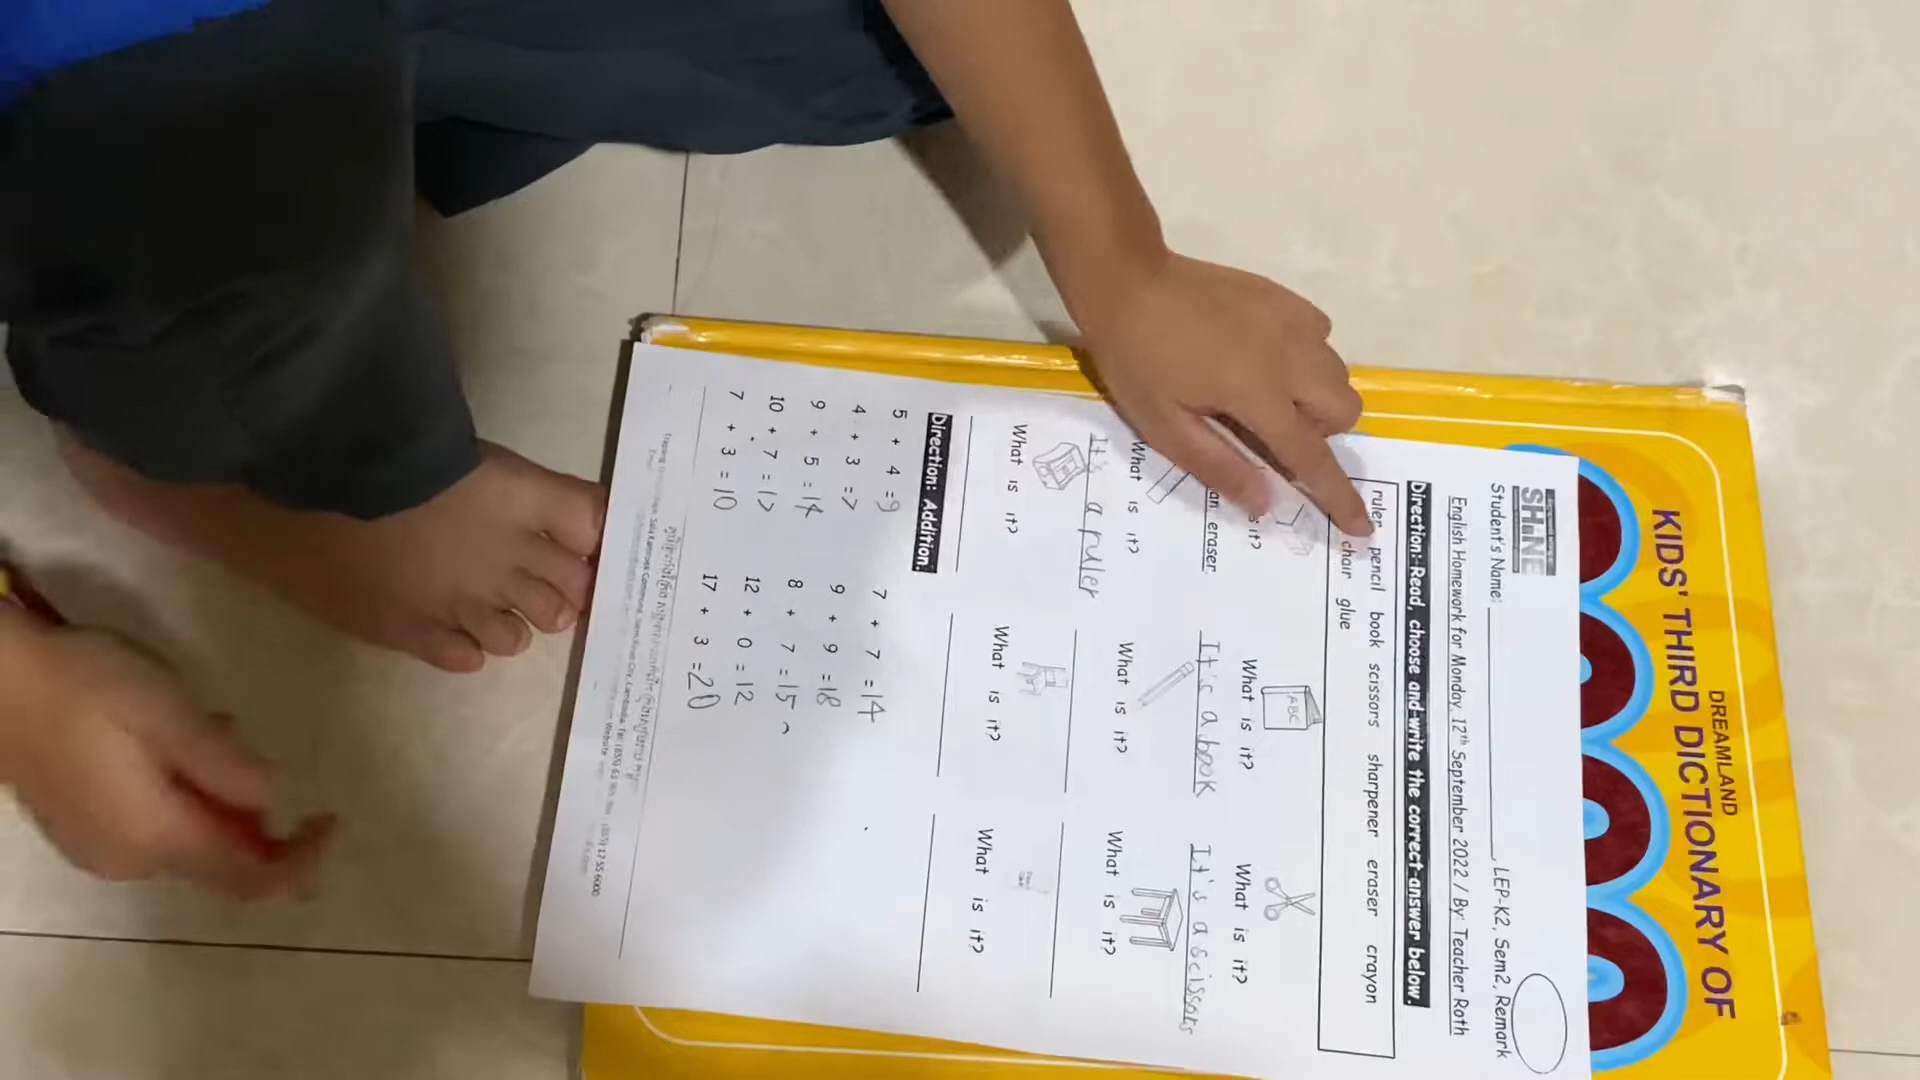 DREAMLAND
KIDS' THIRD DICTIONARY OF
SHINE
Student's Name: , LEP-K2, Sem2, Remark
English Homework for Monday, 12th September 2022 / By Teacher Roth
Direction: Read, choose and write the correct answer below.
ruler pencil book scissors sharpener eraser crayon
chair glue
ABC
it? What is it? What is it?
an eraser It's a book It's a scissors
What is it? What is it? What is it?
It's a ruler
What is it? What is it? What is it?
Direction: Addition.
5 + 4 = 9 7 + 7 = 14
4 + 3 = 7 9 + 9 = 18
9 + 5 = 14 8 + 7 = 15
10 + 7 = 17 12 + 0 = 12
7 + 3 = 10 17 + 3 = 20